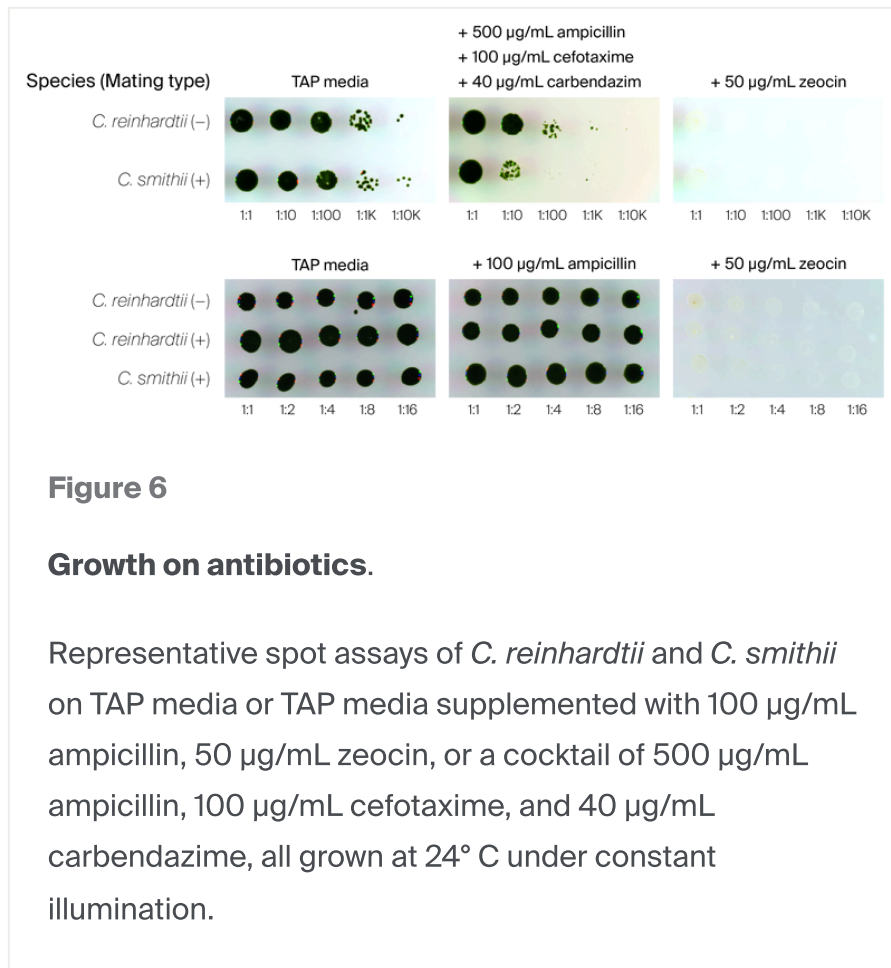 + 500 µg/mL ampicillin
+ 100 µg/mL cefotaxime
Species (Mating type) TAP media + 40 µg/mL carbendazim + 50 µg/mL zeocin
C. reinhardtii (–)
C. smithii (+)
1:1 1:10 1:100 1:1K 1:10K 1:1 1:10 1:100 1:1K 1:10K 1:1 1:10 1:100 1:1K 1:10K
TAP media + 100 µg/mL ampicillin + 50 µg/mL zeocin
C. reinhardtii (–)
C. reinhardtii (+)
C. smithii (+)
1:1 1:2 1:4 1:8 1:16 1:1 1:2 1:4 1:8 1:16 1:1 1:2 1:4 1:8 1:16
Figure 6
Growth on antibiotics.
Representative spot assays of C. reinhardtii and C. smithii
on TAP media or TAP media supplemented with 100 µg/mL
ampicillin, 50 µg/mL zeocin, or a cocktail of 500 µg/mL
ampicillin, 100 µg/mL cefotaxime, and 40 µg/mL
carbendazime, all grown at 24° C under constant
illumination.